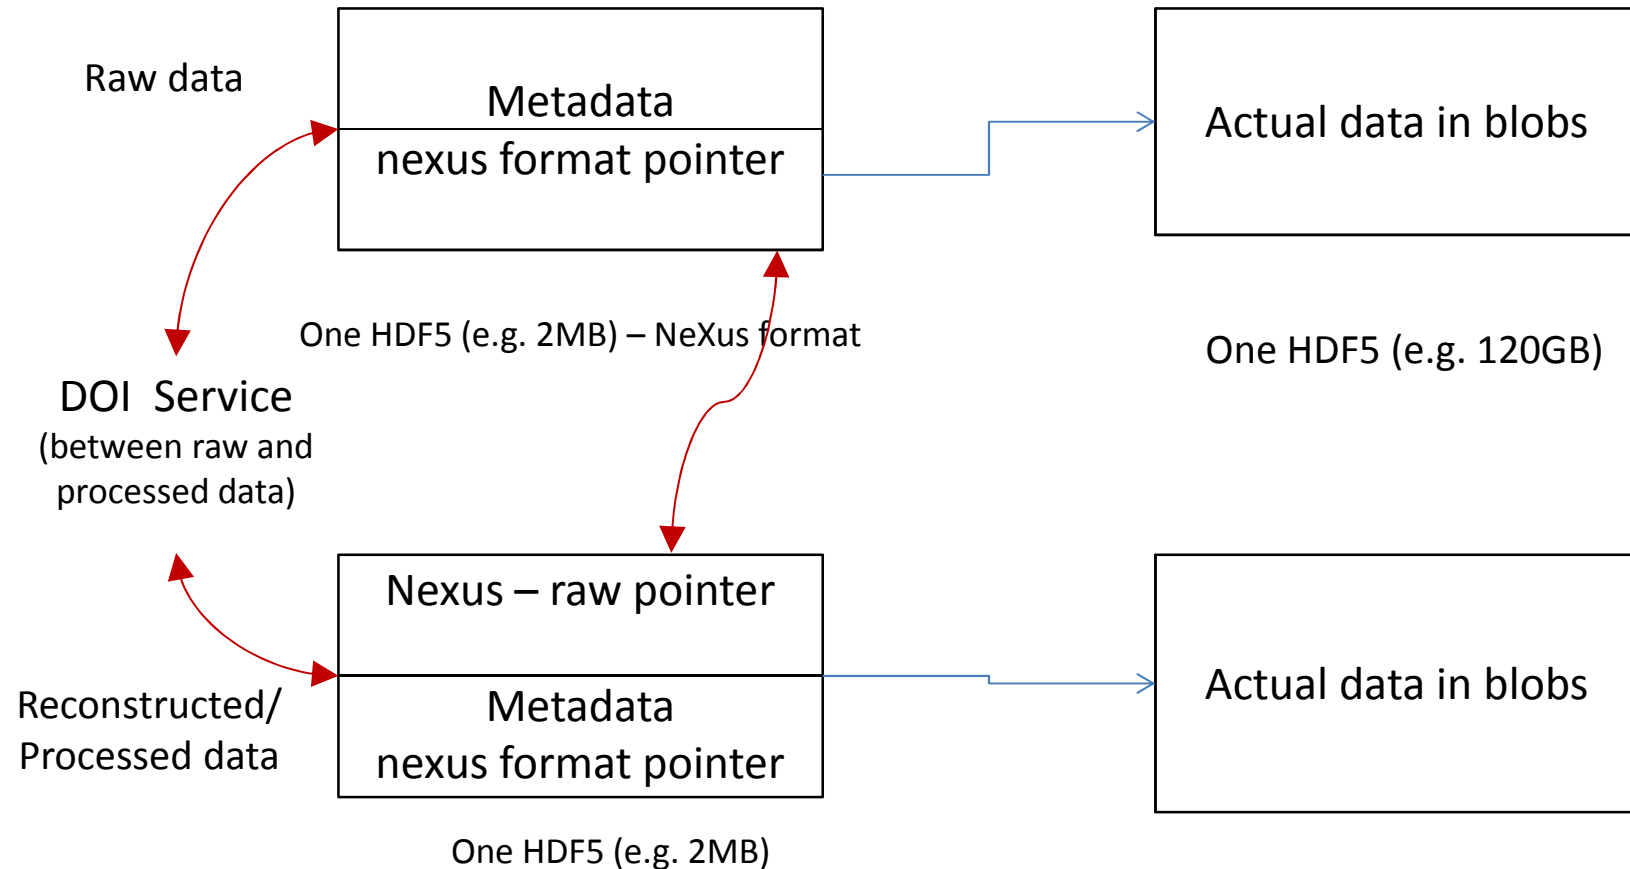 Raw data
Metadata
nexus format pointer
Actual data in blobs
One HDF5 (e.g. 2MB) – NeXus format
One HDF5 (e.g. 120GB)
DOI  Service
(between raw and
processed data)
Nexus – raw pointer
Metadata
nexus format pointer
Actual data in blobs
Reconstructed/
Processed data
One HDF5 (e.g. 2MB)